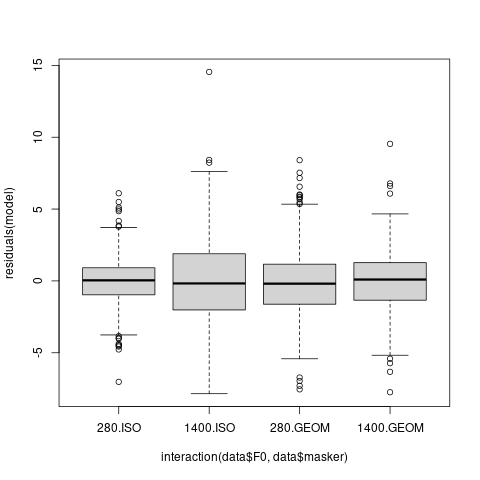 15
10
5
0
-5
residuals(model)
280.ISO 1400.ISO 280.GEOM 1400.GEOM
interaction(data$F0, data$masker)